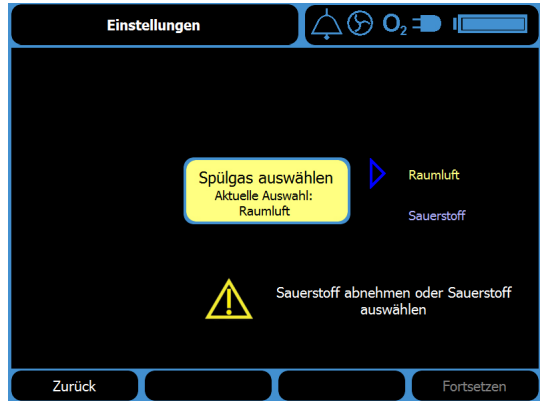 Einstellungen
O2
Spülgas auswählen
Aktuelle Auswahl:
Raumluft
Raumluft
Sauerstoff
Sauerstoff abnehmen oder Sauerstoff
auswählen
Zurück
Fortsetzen